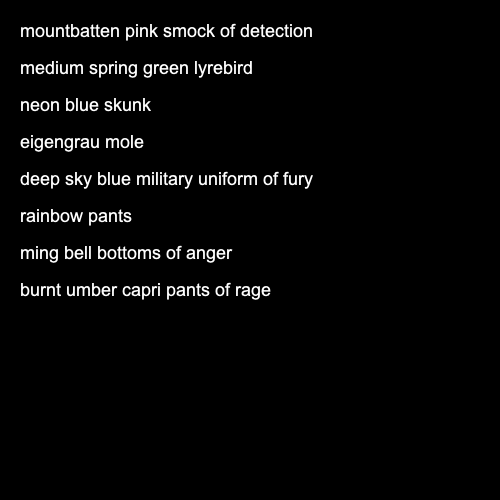 mountbatten pink smock of detection
medium spring green lyrebird
neon blue skunk
eigengrau mole
deep sky blue military uniform of fury
rainbow pants
ming bell bottoms of anger
burnt umber capri pants of rage